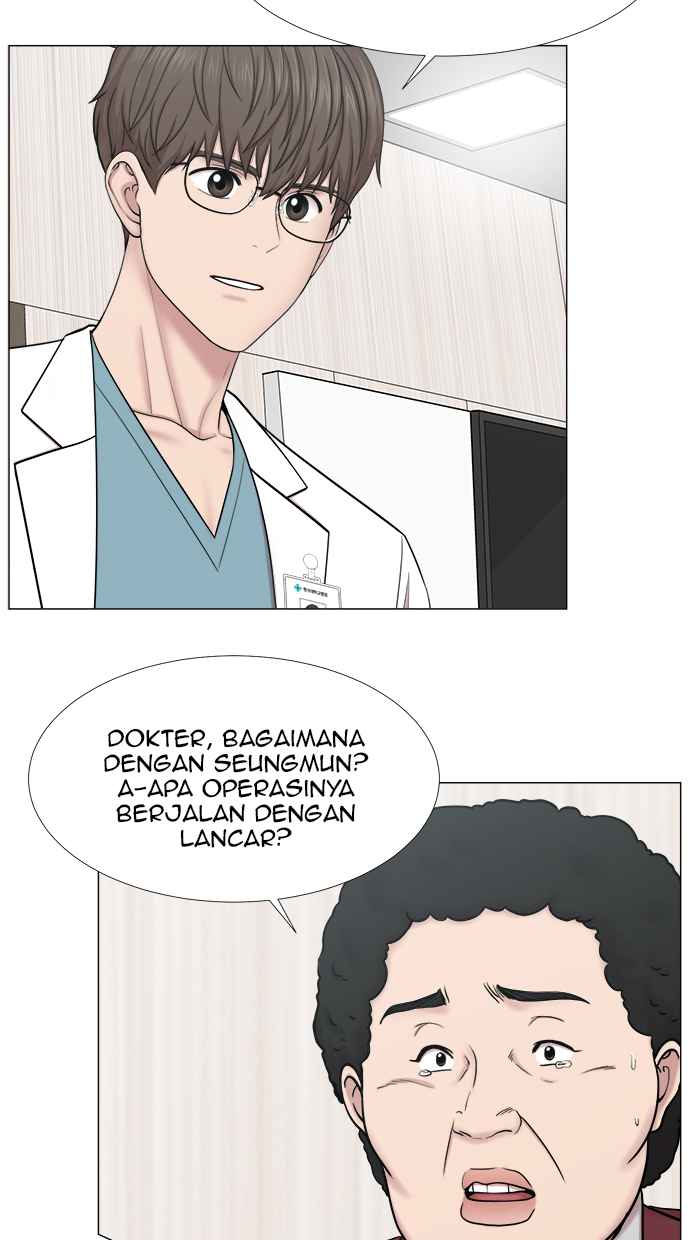 DOKTER, BAGAIMANA
DENGAN SEUNGMUN?
A-APA OPERASINYA
BERJALAN DENGAN
LANCAR?